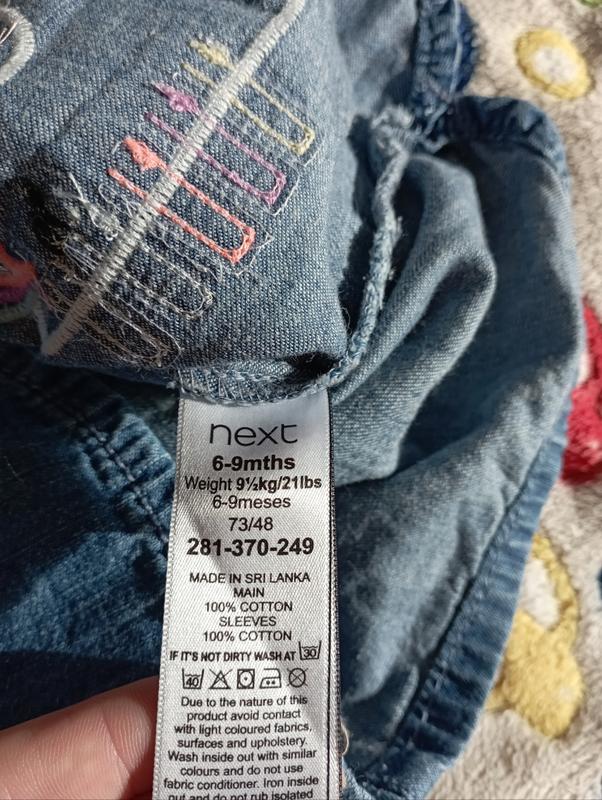 next
6-9mths
Weight 9½kg/21lbs
6-9meses
73/48
281-370-249
MADE IN SRI LANKA
MAIN
100% COTTON
SLEEVES
100% COTTON
IF IT'S NOT DIRTY WASH AT 30
40
Due to the nature of this
product avoid contact
with light coloured fabrics,
surfaces and upholstery.
Wash inside out with similar
colours and do not use
fabric conditioner. Iron inside
out and do not rub isolated